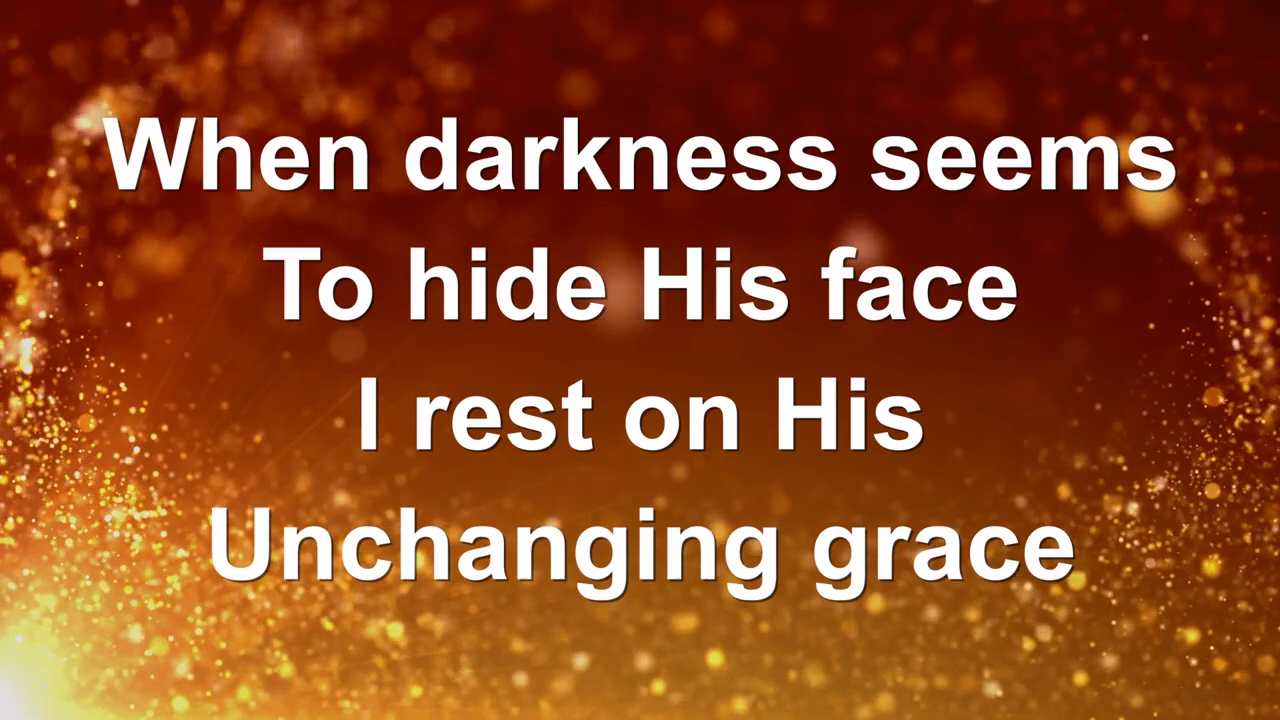 When darkness seems
To hide His face
I rest on His
Unchanging grace